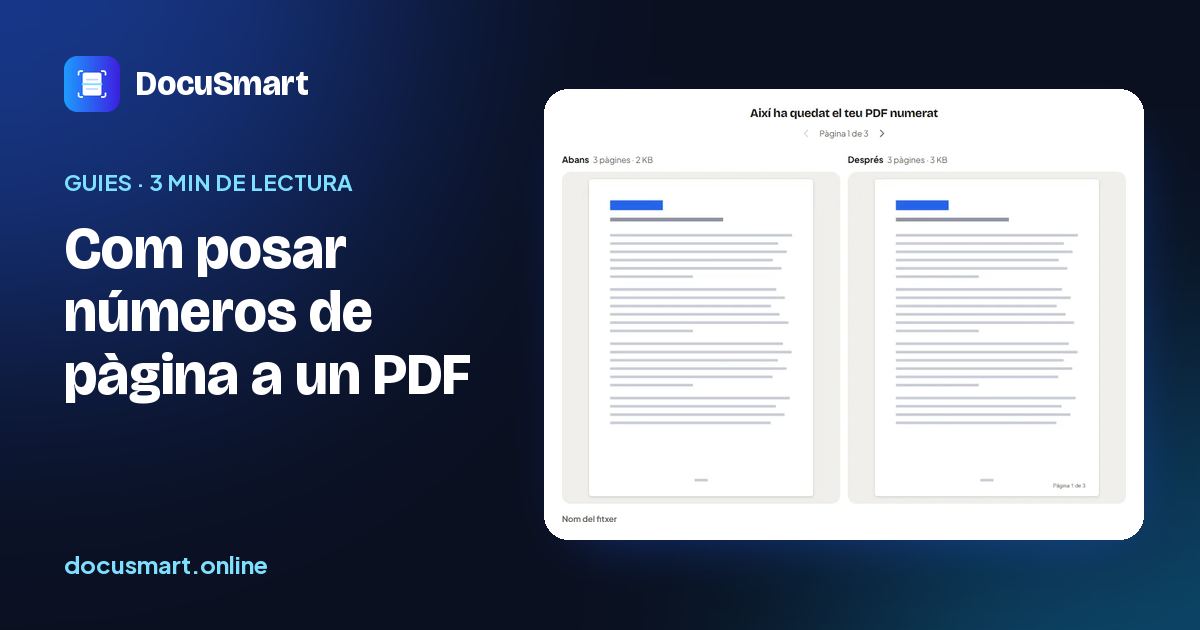 DocuSmart
GUIES · 3 MIN DE LECTURA
Com posar
números de
pàgina a un PDF
docusmart.online
Així ha quedat el teu PDF numerat
Pàgina 1 de 3
Abans 3 pàgines · 2 KB
Després 3 pàgines · 3 KB
Pàgina 1 de 3
Nom del fitxer